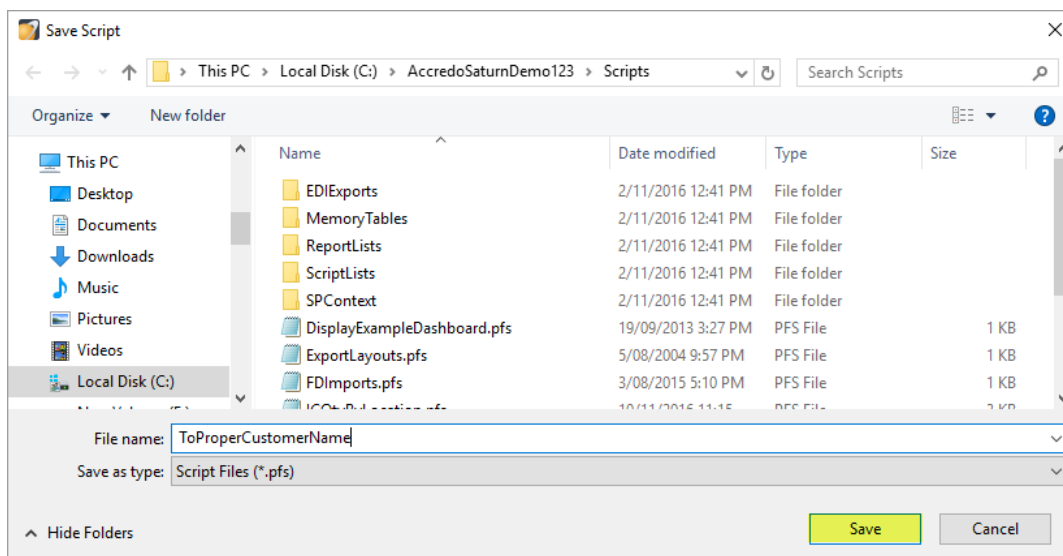 Save Script
This PC > Local Disk (C:) > AccredoSaturnDemo123 > Scripts
Search Scripts
Organize New folder
Name Date modified Type Size
This PC
Desktop
Documents
Downloads
Music
Pictures
Videos
Local Disk (C:)
EDIExports 2/11/2016 12:41 PM File folder
MemoryTables 2/11/2016 12:41 PM File folder
ReportLists 2/11/2016 12:41 PM File folder
ScriptLists 2/11/2016 12:41 PM File folder
SPContext 2/11/2016 12:41 PM File folder
DisplayExampleDashboard.pfs 19/09/2013 3:27 PM PFS File 1 KB
ExportLayouts.pfs 5/08/2004 9:57 PM PFS File 1 KB
FDImports.pfs 3/08/2015 5:10 PM PFS File 1 KB
File name: ToProperCustomerName
Save as type: Script Files (*.pfs)
Hide Folders Save Cancel